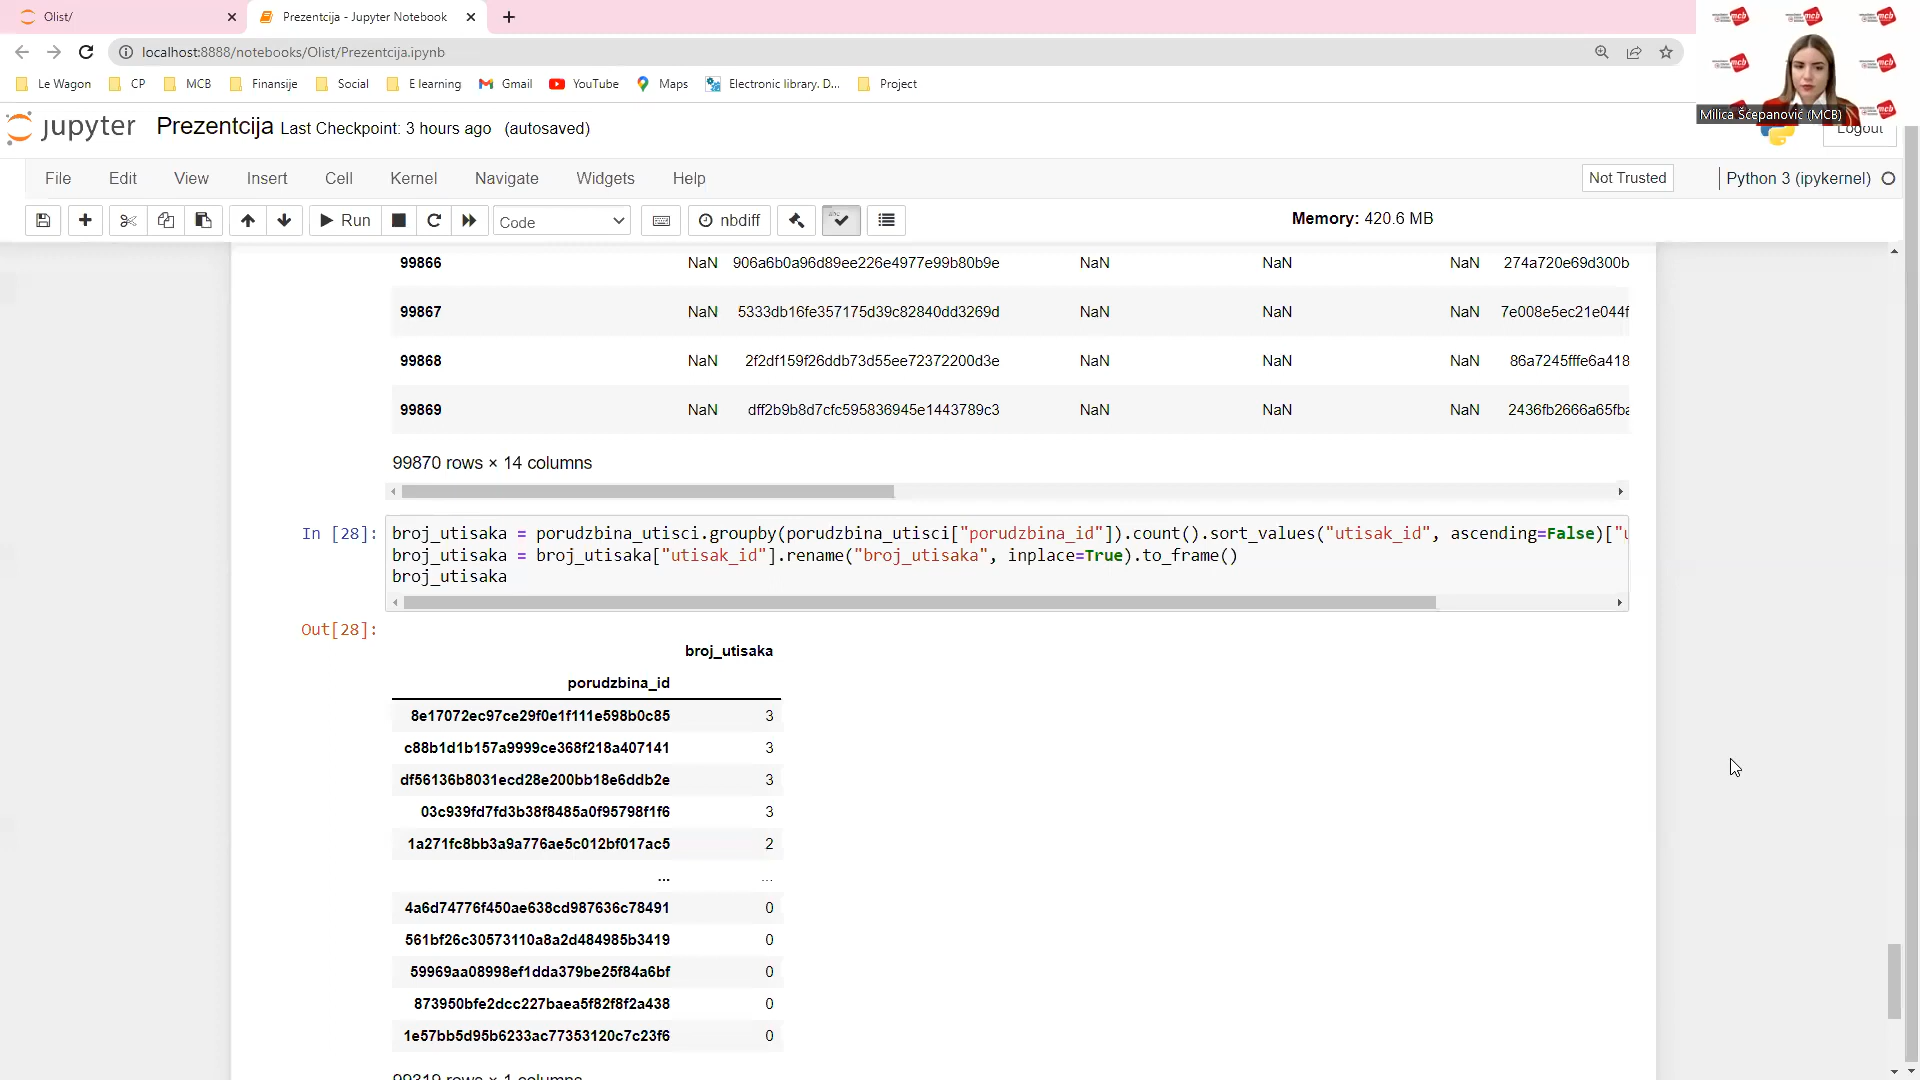 Olist/
Prezentcija - Jupyter Notebook
localhost:8888/notebooks/Olist/Prezentcija.ipynb
Le Wagon CP MCB Finansije Social E learning Gmail YouTube Maps Electronic library. D... Project
Milica Šćepanović (MCB)
jupyter Prezentcija Last Checkpoint: 3 hours ago (autosaved)
Logout
File Edit View Insert Cell Kernel Navigate Widgets Help
Not Trusted
Python 3 (ipykernel)
Run Code nbdiff
Memory: 420.6 MB
99866 NaN 906a6b0a96d89ee226e4977e99b80b9e NaN NaN NaN 274a720e69d300b
99867 NaN 5333db16fe357175d39c82840dd3269d NaN NaN NaN 7e008e5ec21e044f
99868 NaN 2f2df159f26ddb73d55ee72372200d3e NaN NaN NaN 86a7245fffe6a418
99869 NaN dff2b9b8d7cfc595836945e1443789c3 NaN NaN NaN 2436fb2666a65fba
99870 rows × 14 columns
In [28]:
broj_utisaka = porudzbina_utisci.groupby(porudzbina_utisci["porudzbina_id"]).count().sort_values("utisak_id", ascending=False)["u
broj_utisaka = broj_utisaka["utisak_id"].rename("broj_utisaka", inplace=True).to_frame()
broj_utisaka
Out[28]:
broj_utisaka
porudzbina_id
8e17072ec97ce29f0e1f111e598b0c85 3
c88b1d1b157a9999ce368f218a407141 3
df56136b8031ecd28e200bb18e6ddb2e 3
03c939fd7fd3b38f8485a0f95798f1f6 3
1a271fc8bb3a9a776ae5c012bf017ac5 2
... ...
4a6d74776f450ae638cd987636c78491 0
561bf26c30573110a8a2d484985b3419 0
59969aa08998ef1dda379be25f84a6bf 0
873950bfe2dcc227baea5f82f8f2a438 0
1e57bb5d95b6233ac77353120c7c23f6 0
99319 rows × 1 columns